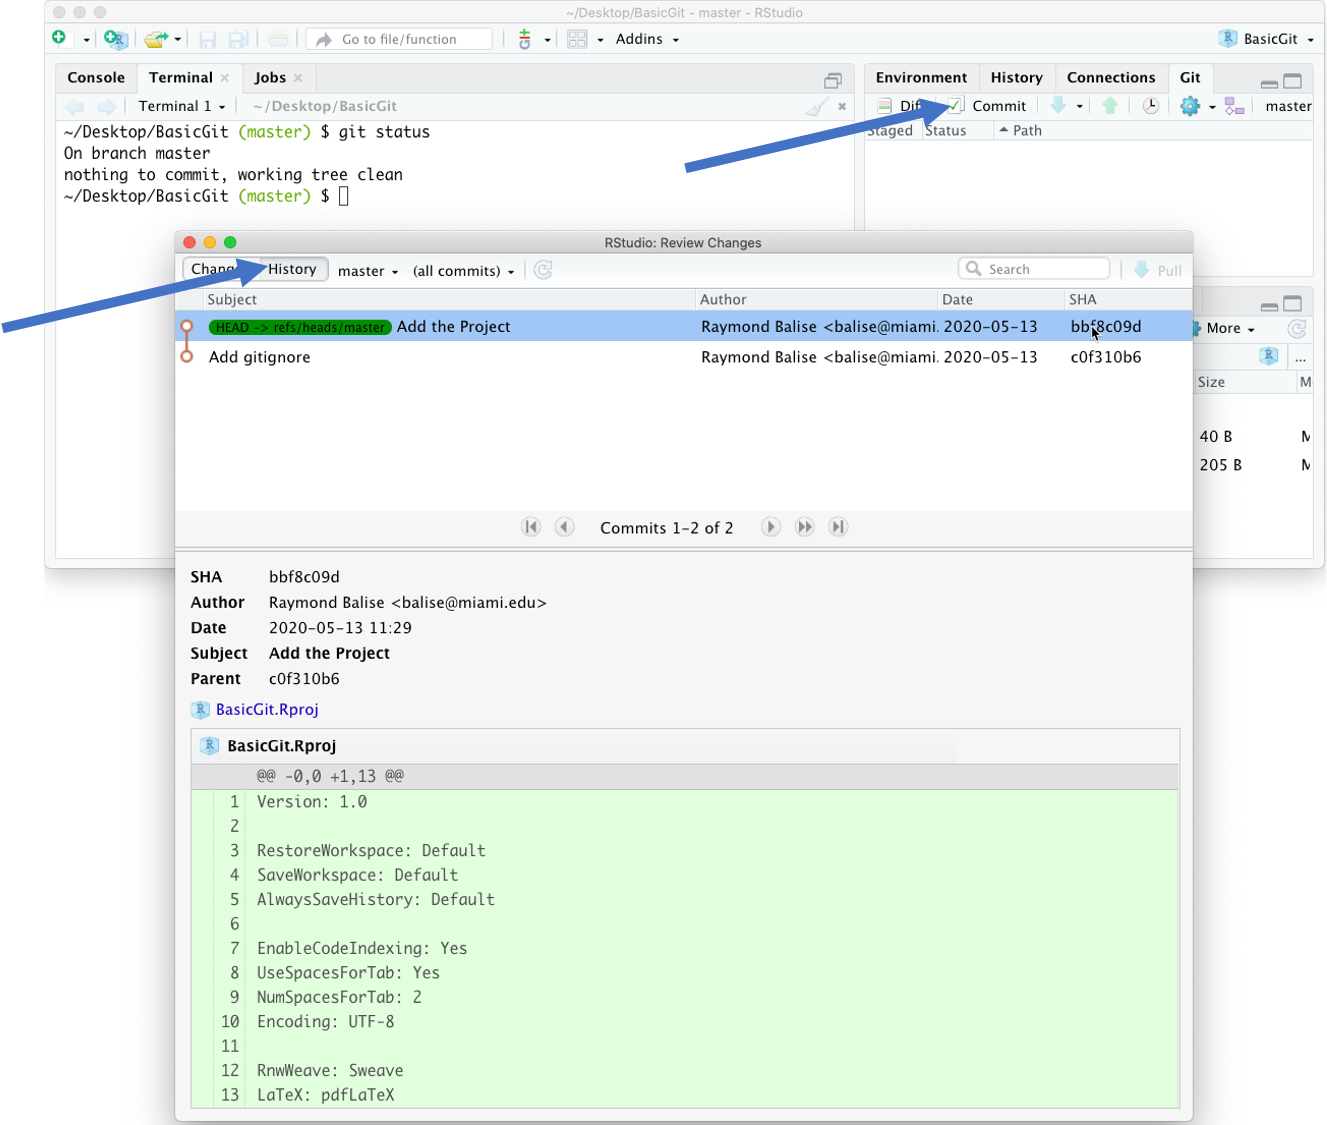 ~/Desktop/BasicGit - master - RStudio
Go to file/function
Addins
BasicGit
Console
Terminal
Jobs
Terminal 1
~/Desktop/BasicGit
~/Desktop/BasicGit (master) $ git status
On branch master
nothing to commit, working tree clean
~/Desktop/BasicGit (master) $
Environment
History
Connections
Git
Commit
master
Staged
Status
Path
More
...
Size
40 B
205 B
RStudio: Review Changes
History
master
(all commits)
Search
Pull
Subject
Author
Date
SHA
HEAD -> refs/heads/master Add the Project
Raymond Balise <balise@miami.
2020-05-13
bbf8c09d
Add gitignore
Raymond Balise <balise@miami.
2020-05-13
c0f310b6
Commits 1-2 of 2
SHA bbf8c09d
Author Raymond Balise <balise@miami.edu>
Date 2020-05-13 11:29
Subject Add the Project
Parent c0f310b6
BasicGit.Rproj
BasicGit.Rproj
@@ -0,0 +1,13 @@
1 Version: 1.0
2
3 RestoreWorkspace: Default
4 SaveWorkspace: Default
5 AlwaysSaveHistory: Default
6
7 EnableCodeIndexing: Yes
8 UseSpacesForTab: Yes
9 NumSpacesForTab: 2
10 Encoding: UTF-8
11
12 RnwWeave: Sweave
13 LaTeX: pdfLaTeX